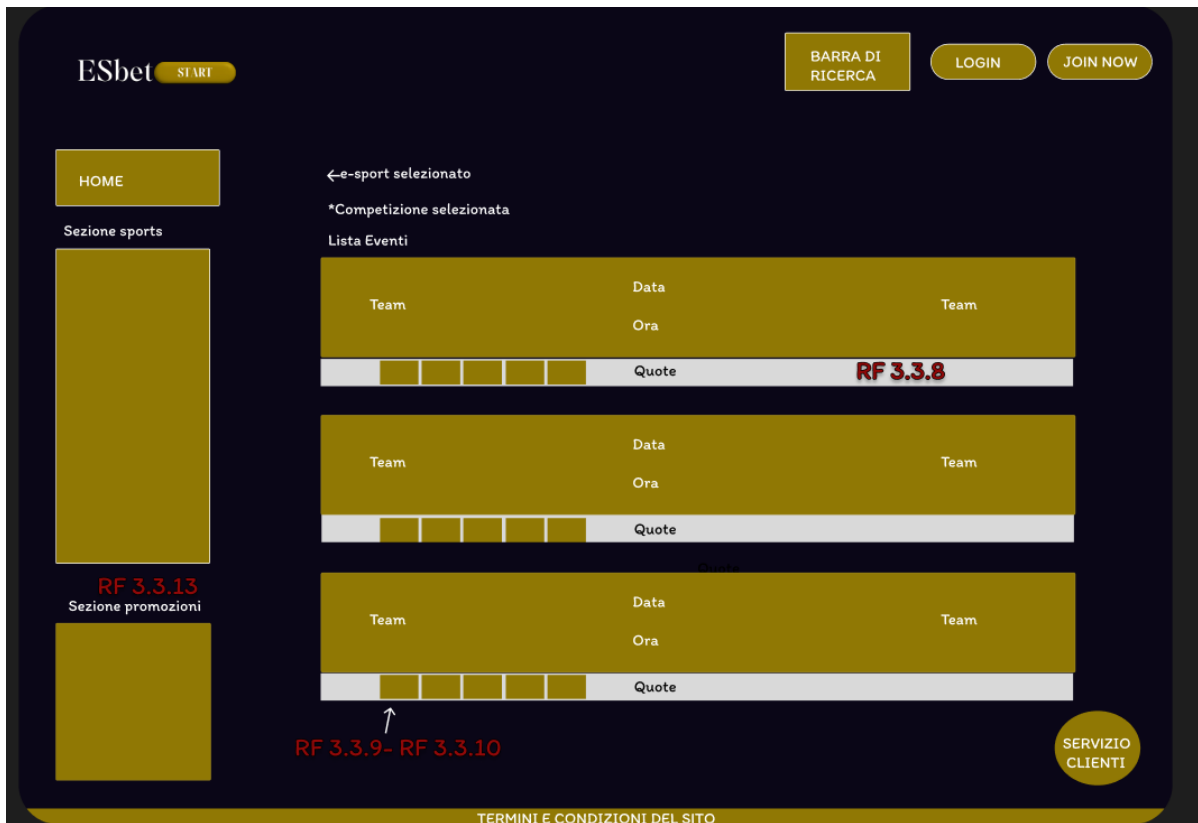 ESbet START
BARRA DI
RICERCA
LOGIN
JOIN NOW
HOME
Sezione sports
←e-sport selezionato
*Competizione selezionata
Lista Eventi
Team
Data
Ora
Team
Quote
RF 3.3.8
Team
Data
Ora
Team
Quote
Quote
RF 3.3.13
Sezione promozioni
Team
Data
Ora
Team
Quote
RF 3.3.9- RF 3.3.10
SERVIZIO
CLIENTI
TERMINI E CONDIZIONI DEL SITO